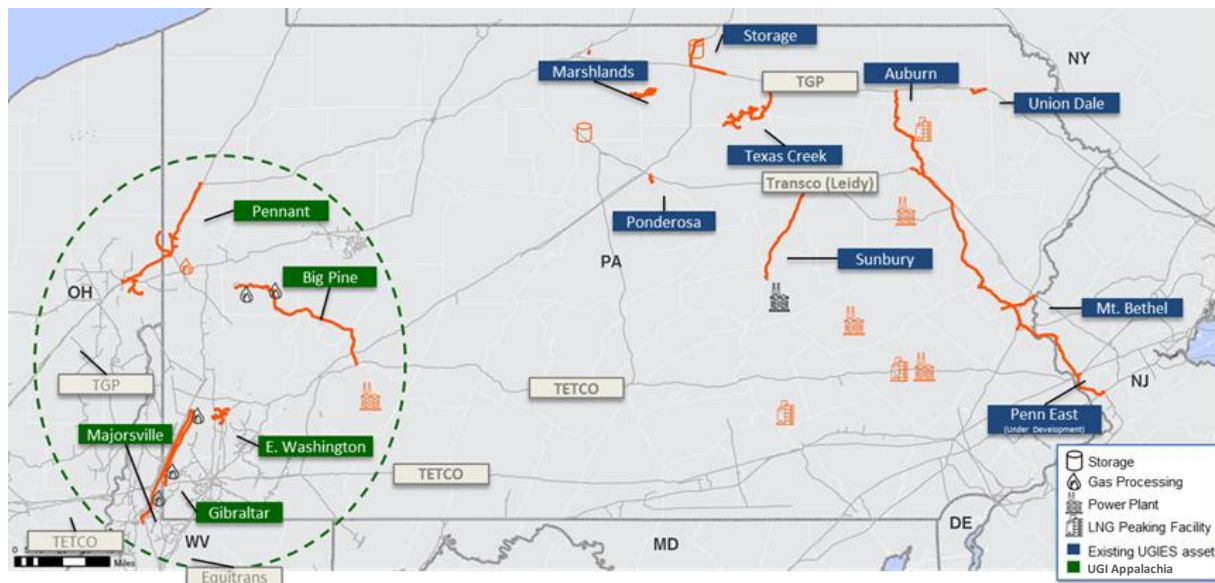 Storage
NY
Marshlands
TGP
Auburn
Union Dale
Texas Creek
Transco (Leidy)
Pennant
Ponderosa
PA
Sunbury
Big Pine
OH
Mt. Bethel
TGP
TETCO
NJ
Majorsville
E. Washington
Penn East
(Under Development)
TETCO
Gibraltar
TETCO
WV
MD
DE
Equitrans
Miles
Storage
Gas Processing
Power Plant
LNG Peaking Facility
Existing UGIES asset
UGI Appalachia